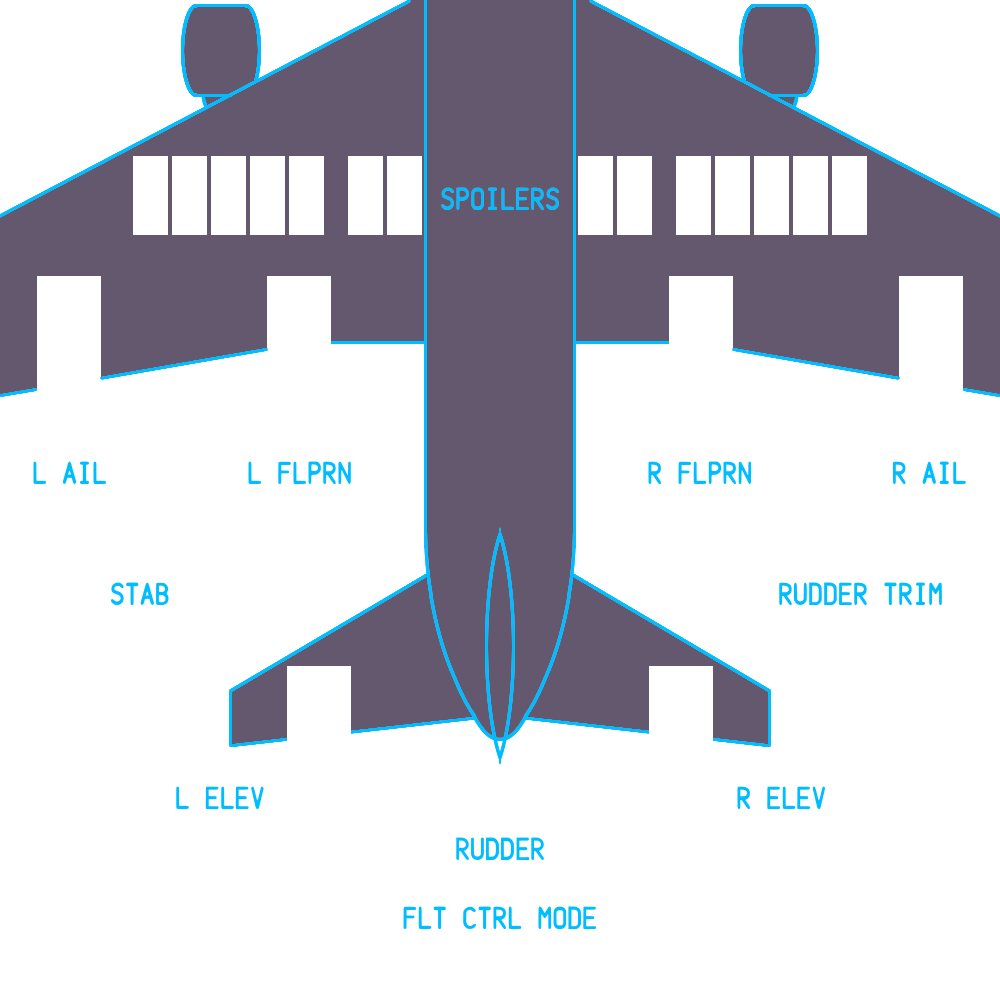 SPOILERS
L AIL
L FLPRN
R FLPRN
R AIL
STAB
RUDDER TRIM
L ELEV
R ELEV
RUDDER
FLT CTRL MODE